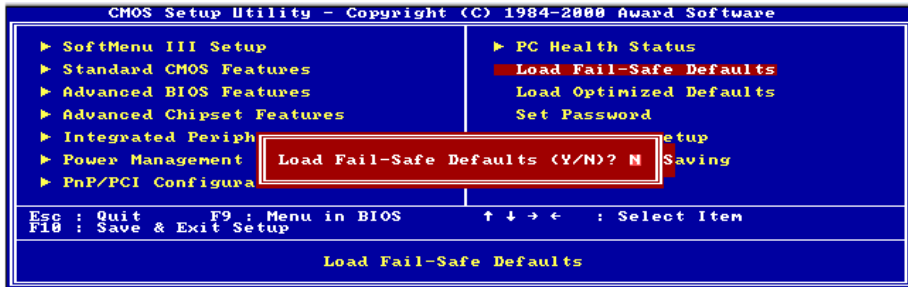 CMOS Setup Utility - Copyright (C) 1984-2000 Award Software
► SoftMenu III Setup
► Standard CMOS Features
► Advanced BIOS Features
► Advanced Chipset Features
► Integrated Periph
► Power Management
► PnP/PCI Configura
► PC Health Status
Load Fail-Safe Defaults
Load Optimized Defaults
Set Password
etup
Saving
Load Fail-Safe Defaults (Y/N)? N
Esc : Quit F9 : Menu in BIOS ↑ ↓ → ← : Select Item
F10 : Save & Exit Setup
Load Fail-Safe Defaults